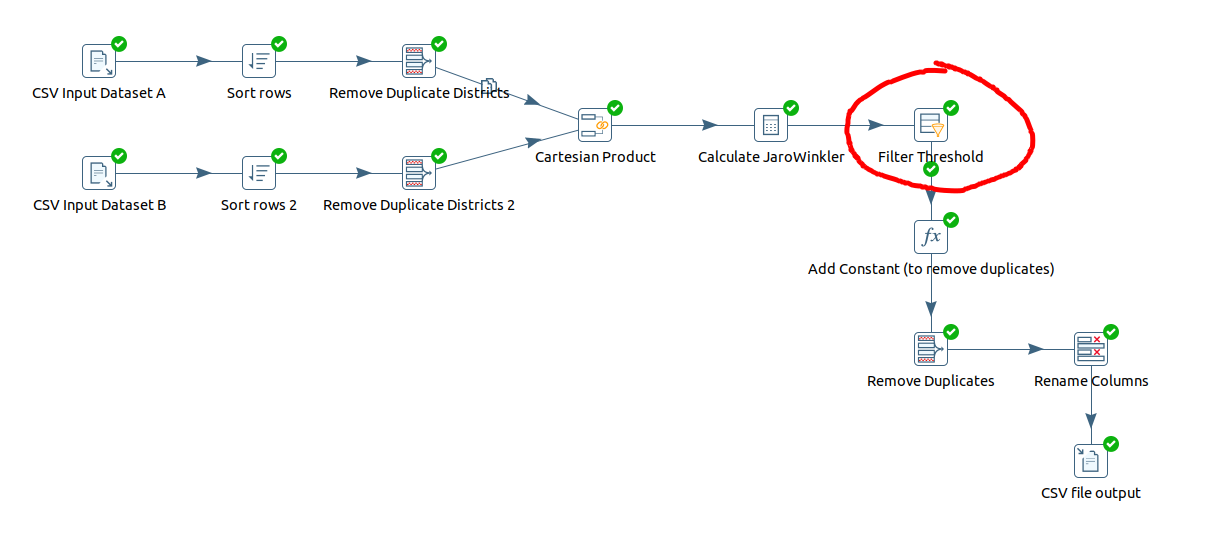 CSV Input Dataset A
Sort rows
Remove Duplicate Districts
Cartesian Product
Calculate JaroWinkler
Filter Threshold
CSV Input Dataset B
Sort rows 2
Remove Duplicate Districts 2
fx
Add Constant (to remove duplicates)
Remove Duplicates
Rename Columns
CSV file output